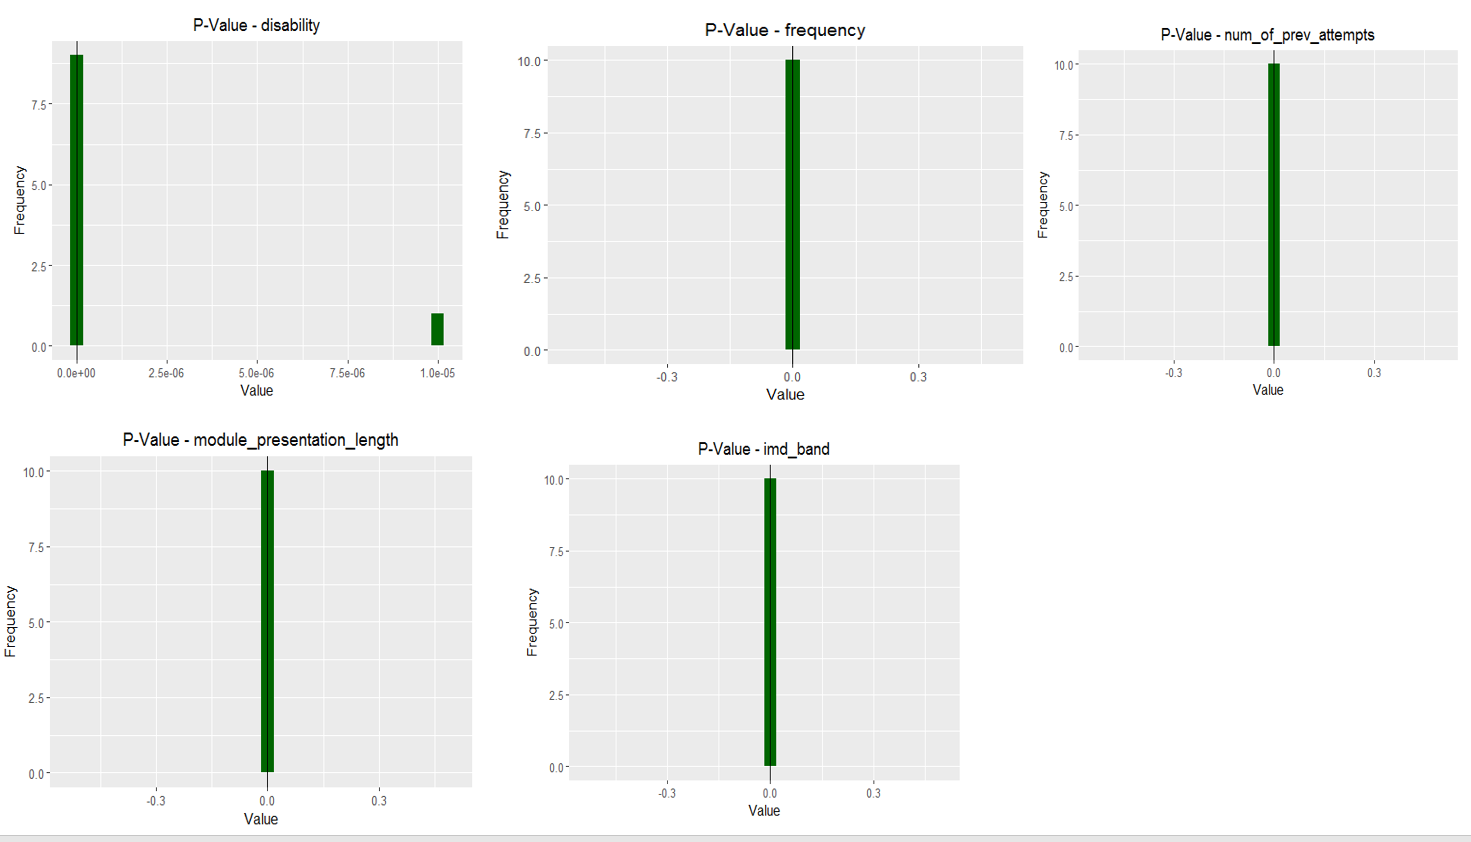 P-Value - disability
Frequency
7.5
5.0
2.5
0.0
0.0e+00 2.5e-06 5.0e-06 7.5e-06 1.0e-05
Value
P-Value - frequency
Frequency
10.0
7.5
5.0
2.5
0.0
-0.3 0.0 0.3
Value
P-Value - num_of_prev_attempts
Frequency
10.0
7.5
5.0
2.5
0.0
-0.3 0.0 0.3
Value
P-Value - module_presentation_length
Frequency
10.0
7.5
5.0
2.5
0.0
-0.3 0.0 0.3
Value
P-Value - imd_band
Frequency
10.0
7.5
5.0
2.5
0.0
-0.3 0.0 0.3
Value